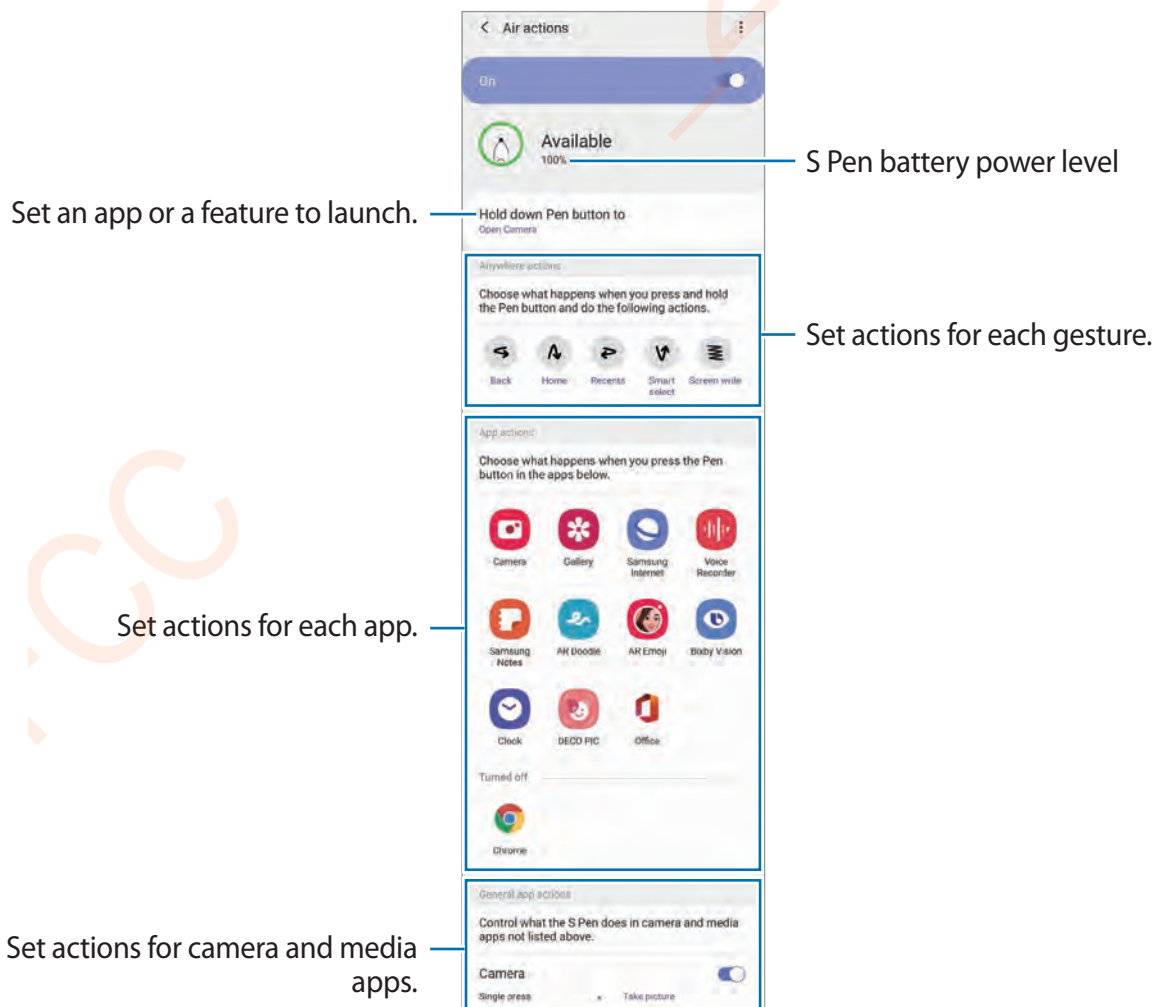 Air actions
On
Available
100%
S Pen battery power level
Set an app or a feature to launch.
Hold down Pen button to
Open Camera
Anywhere actions
Choose what happens when you press and hold
the Pen button and do the following actions.
Set actions for each gesture.
Back Home Recents Smart select Screen write
App actions
Choose what happens when you press the Pen
button in the apps below.
Camera Gallery Samsung Internet Voice Recorder
Set actions for each app.
Samsung Notes AR Doodle AR Emoji Bixby Vision
Clock DECO PIC Office
Turned off
Chrome
General app actions
Control what the S Pen does in camera and media
apps not listed above.
Set actions for camera and media
apps.
Camera
Single press Take picture